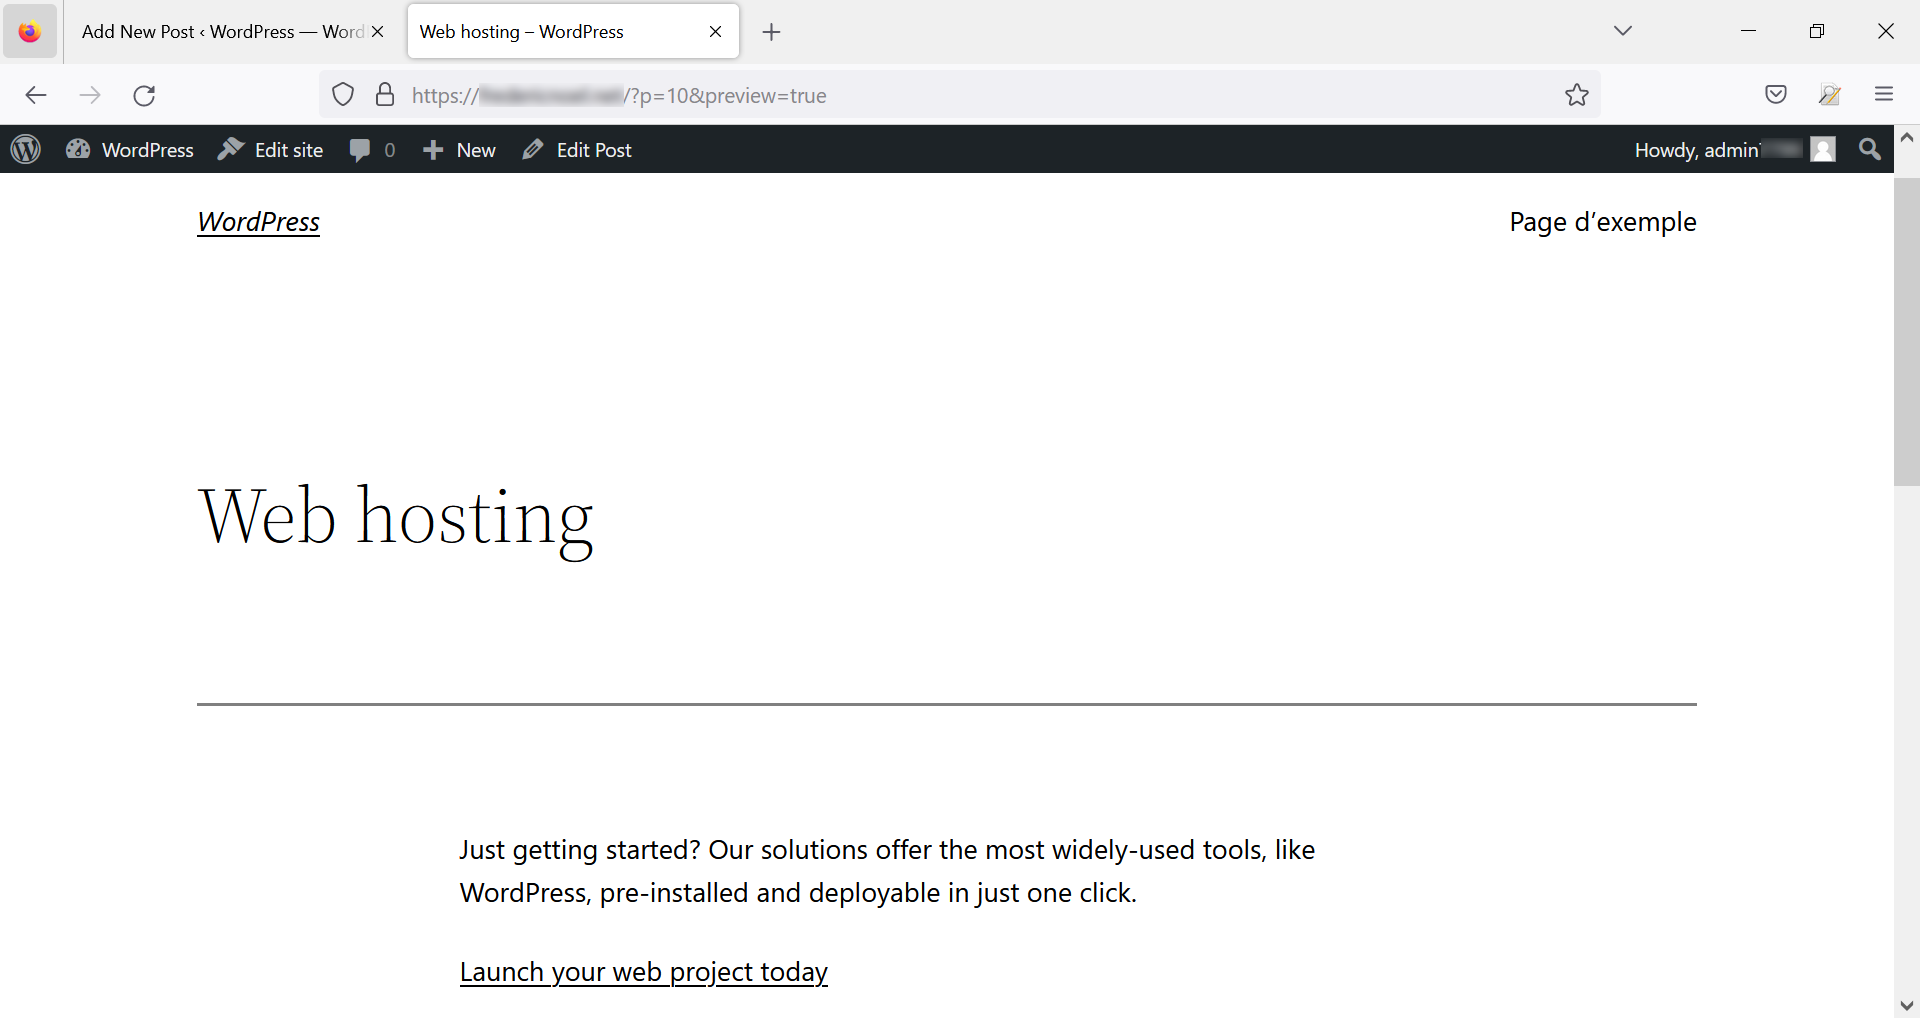 Add New Post ‹ WordPress — Word
Web hosting – WordPress
https:// /?p=10&preview=true
WordPress
Edit site
0
New
Edit Post
Howdy, admin
WordPress
Page d’exemple
Web hosting
Just getting started? Our solutions offer the most widely-used tools, like
WordPress, pre-installed and deployable in just one click.
Launch your web project today